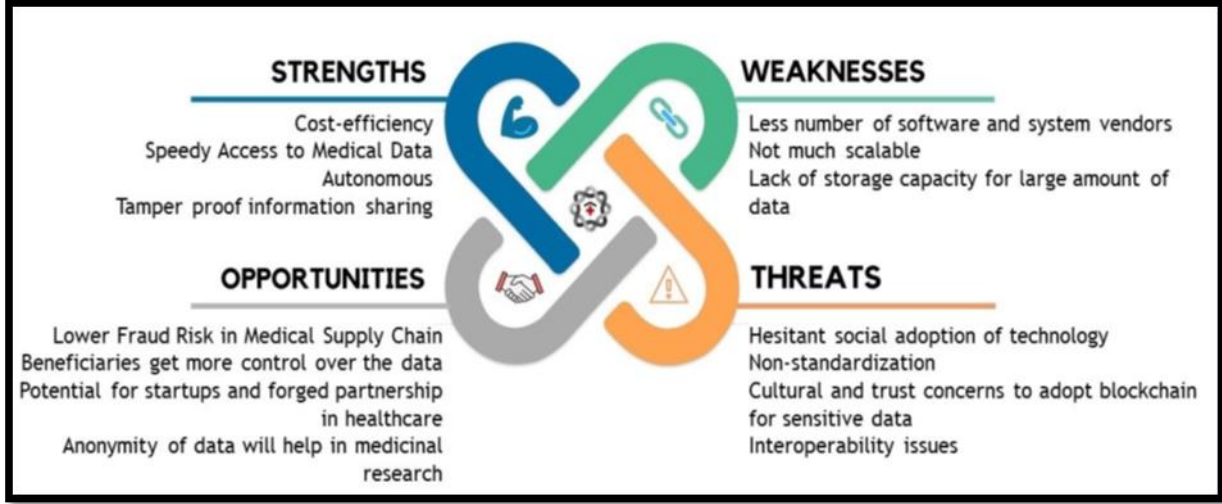 STRENGTHS
Cost-efficiency
Speedy Access to Medical Data
Autonomous
Tamper proof information sharing
WEAKNESSES
Less number of software and system vendors
Not much scalable
Lack of storage capacity for large amount of
data
OPPORTUNITIES
Lower Fraud Risk in Medical Supply Chain
Beneficiaries get more control over the data
Potential for startups and forged partnership
in healthcare
Anonymity of data will help in medicinal
research
THREATS
Hesitant social adoption of technology
Non-standardization
Cultural and trust concerns to adopt blockchain
for sensitive data
Interoperability issues